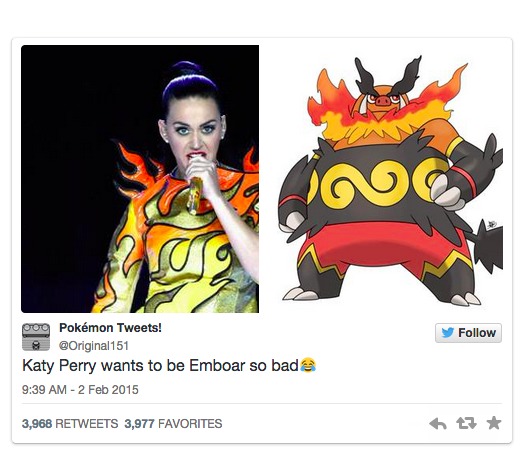 Pokémon Tweets!
@Original151
Follow
Katy Perry wants to be Emboar so bad😂
9:39 AM - 2 Feb 2015
3,968 RETWEETS 3,977 FAVORITES